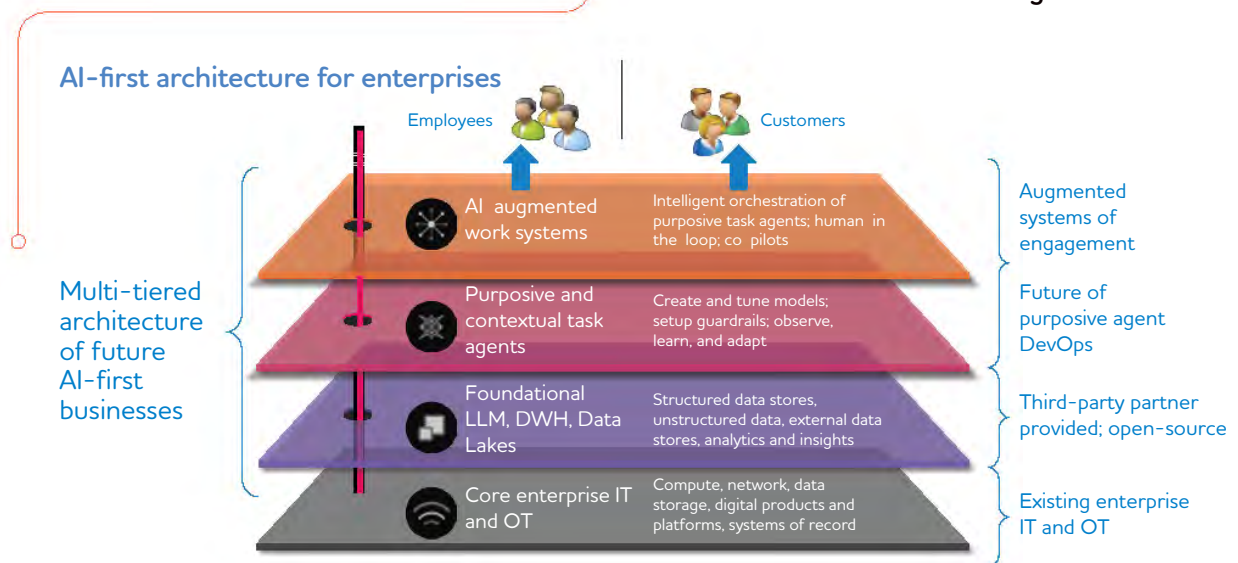 AI-first architecture for enterprises
Employees
Customers
AI augmented
work systems
Intelligent orchestration of
purposive task agents; human in
the loop; co pilots
Augmented
systems of
engagement
Multi-tiered
architecture
of future
AI-first
businesses
Purposive and
contextual task
agents
Create and tune models;
setup guardrails; observe,
learn, and adapt
Future of
purposive agent
DevOps
Foundational
LLM, DWH, Data
Lakes
Structured data stores,
unstructured data, external data
stores, analytics and insights
Third-party partner
provided; open-source
Core enterprise IT
and OT
Compute, network, data
storage, digital products and
platforms, systems of record
Existing enterprise
IT and OT